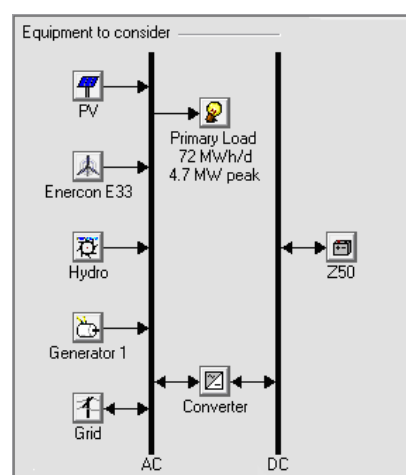 Equipment to consider
PV
Primary Load
72 MWh/d
4.7 MW peak
Enercon E33
Hydro
Z50
Generator 1
Converter
Grid
AC
DC